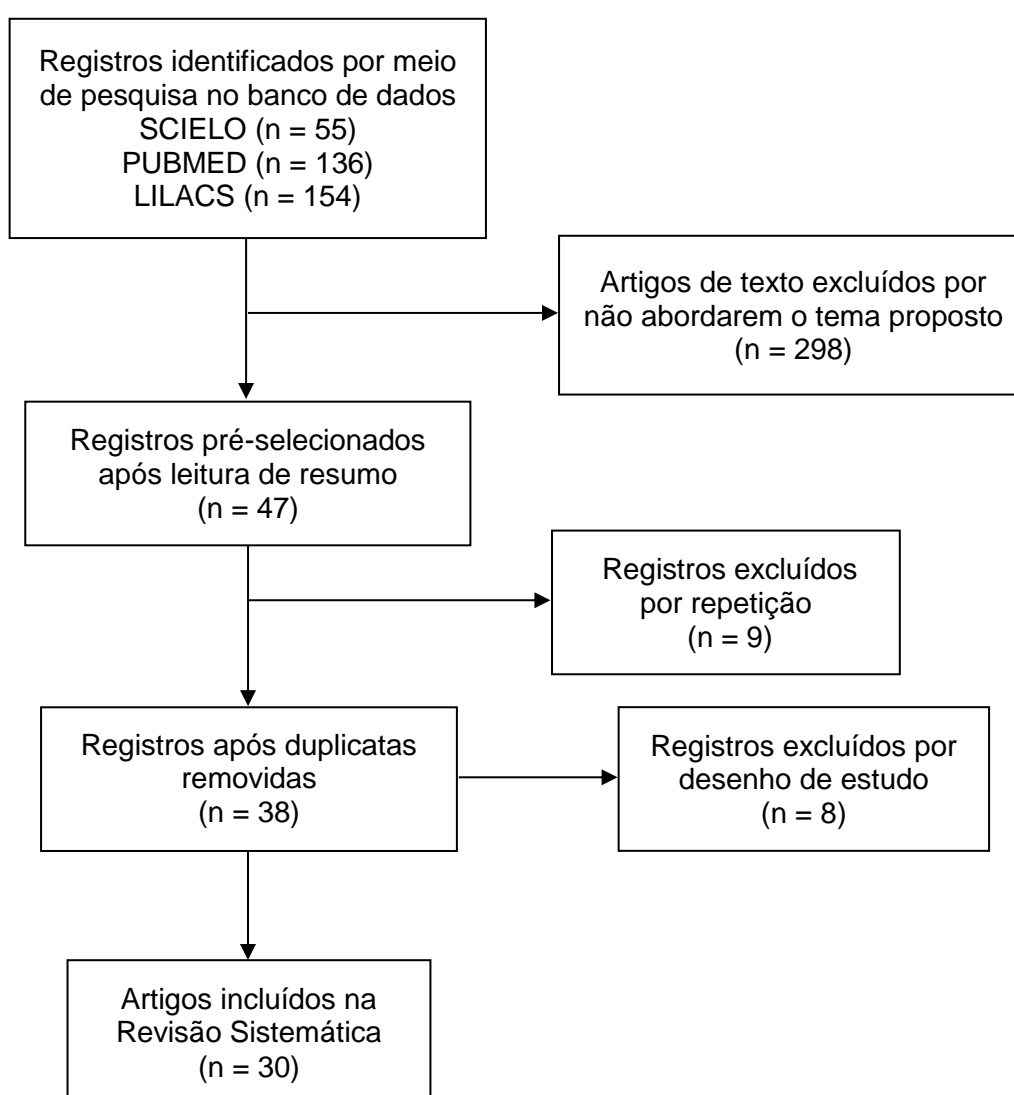 Registros identificados por meio
de pesquisa no banco de dados
SCIELO (n = 55)
PUBMED (n = 136)
LILACS (n = 154)
Artigos de texto excluídos por
não abordarem o tema proposto
(n = 298)
Registros pré-selecionados
após leitura de resumo
(n = 47)
Registros excluídos
por repetição
(n = 9)
Registros após duplicatas
removidas
(n = 38)
Registros excluídos por
desenho de estudo
(n = 8)
Artigos incluídos na
Revisão Sistemática
(n = 30)